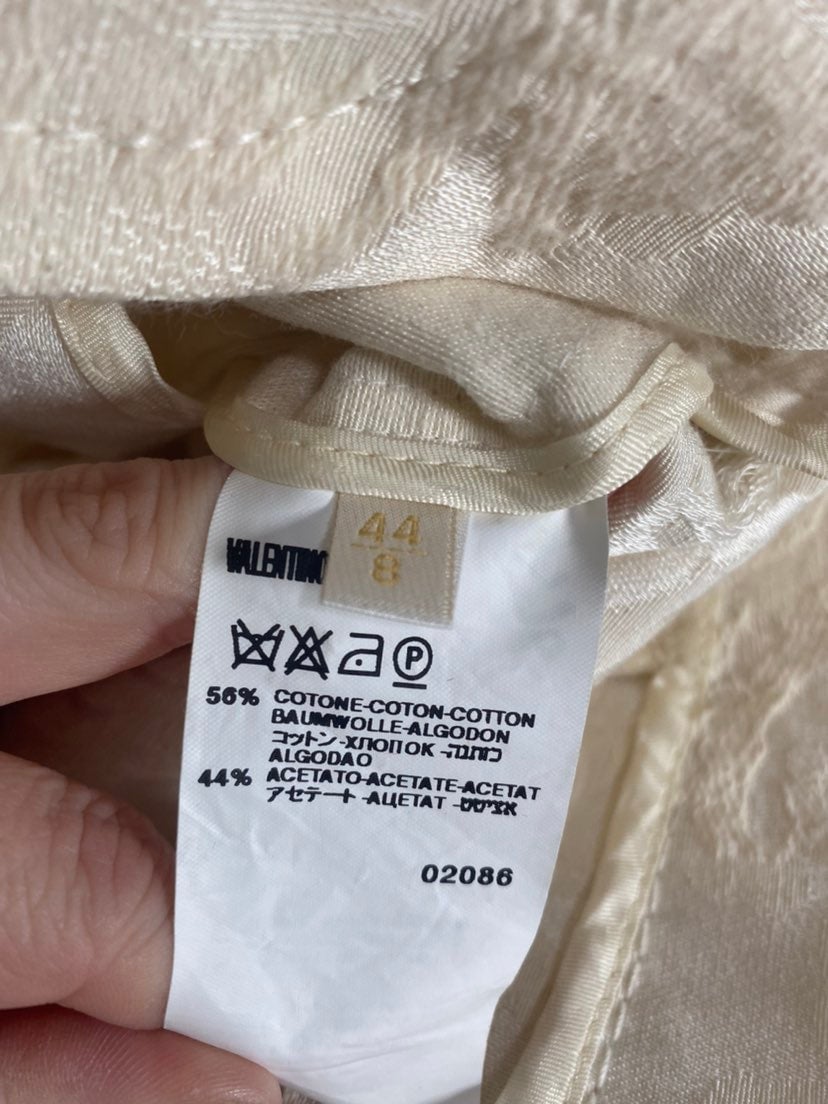 VALENTINO
44
8
P
56% COTONE-COTON-COTTON
BAUMWOLLE-ALGODON
コットン-ХЛОПОК-כותנה
ALGODAO
44% ACETATO-ACETATE-ACETAT
アセテート-АЦЕТАТ-אציטט
02086